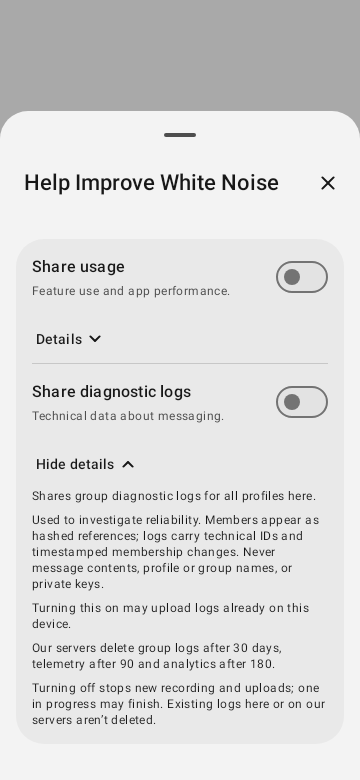 Help Improve White Noise
Share usage
Feature use and app performance.
Details
Share diagnostic logs
Technical data about messaging.
Hide details
Shares group diagnostic logs for all profiles here.
Used to investigate reliability. Members appear as
hashed references; logs carry technical IDs and
timestamped membership changes. Never
message contents, profile or group names, or
private keys.
Turning this on may upload logs already on this
device.
Our servers delete group logs after 30 days,
telemetry after 90 and analytics after 180.
Turning off stops new recording and uploads; one
in progress may finish. Existing logs here or on our
servers aren’t deleted.